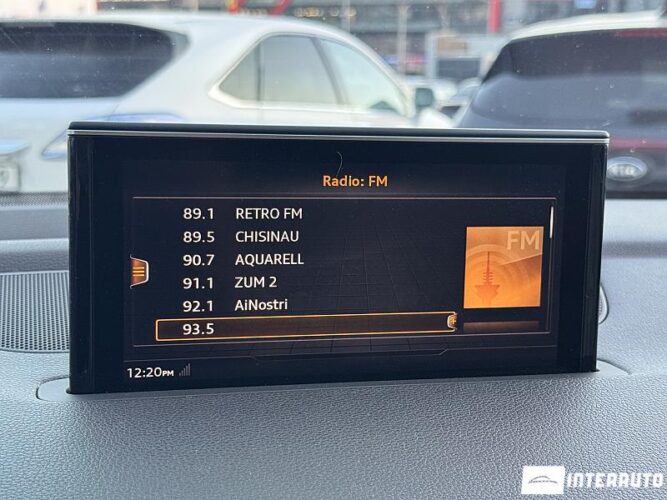 Radio: FM
89.1 RETRO FM
89.5 CHISINAU
90.7 AQUARELL
91.1 ZUM 2
92.1 AiNostri
93.5
FM
12:20PM
KIA
INTERAUTO